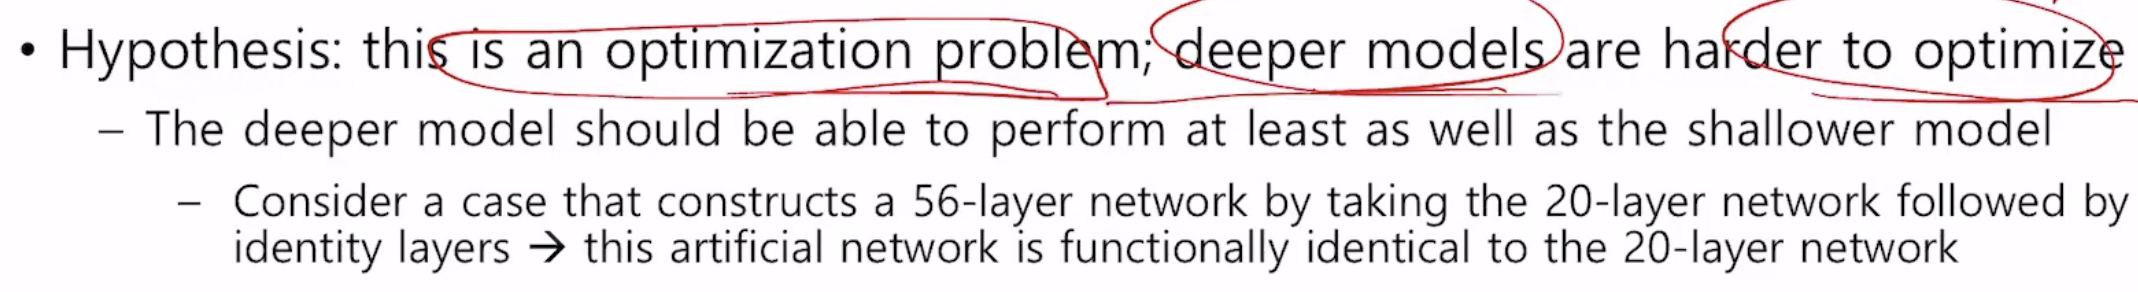 • Hypothesis: this is an optimization problem; deeper models are harder to optimize
– The deeper model should be able to perform at least as well as the shallower model
– Consider a case that constructs a 56-layer network by taking the 20-layer network followed by
identity layers → this artificial network is functionally identical to the 20-layer network